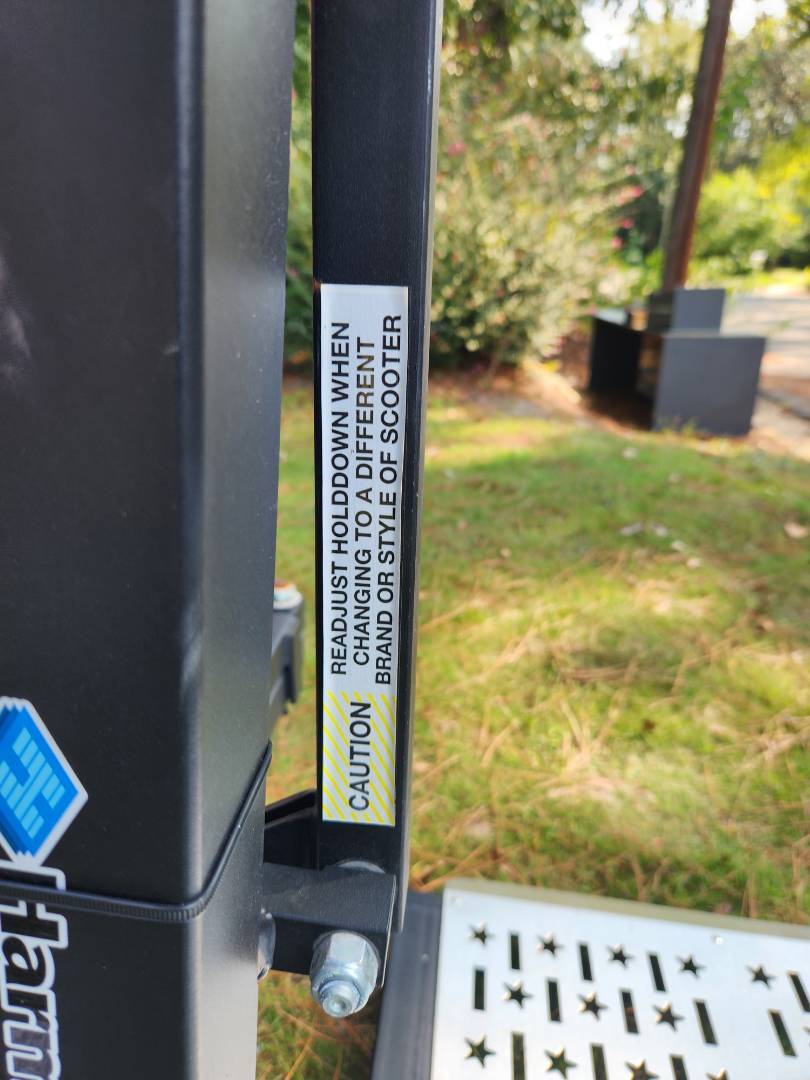 CAUTION
READJUST HOLDDOWN WHEN
CHANGING TO A DIFFERENT
BRAND OR STYLE OF SCOOTER